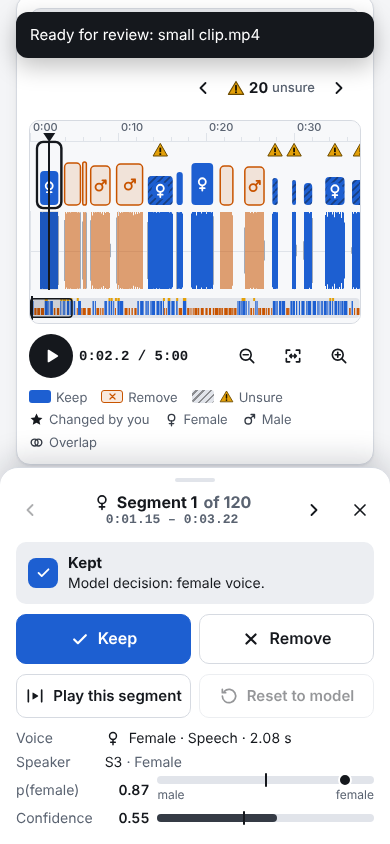 Ready for review: small clip.mp4
20 unsure
0:00 0:10 0:20 0:30
0:02.2 / 5:00
Keep Remove Unsure
Changed by you Female Male
Overlap
Segment 1 of 120
0:01.15 – 0:03.22
Kept
Model decision: female voice.
Keep Remove
Play this segment Reset to model
Voice Female · Speech · 2.08 s
Speaker S3 · Female
p(female) 0.87 male female
Confidence 0.55